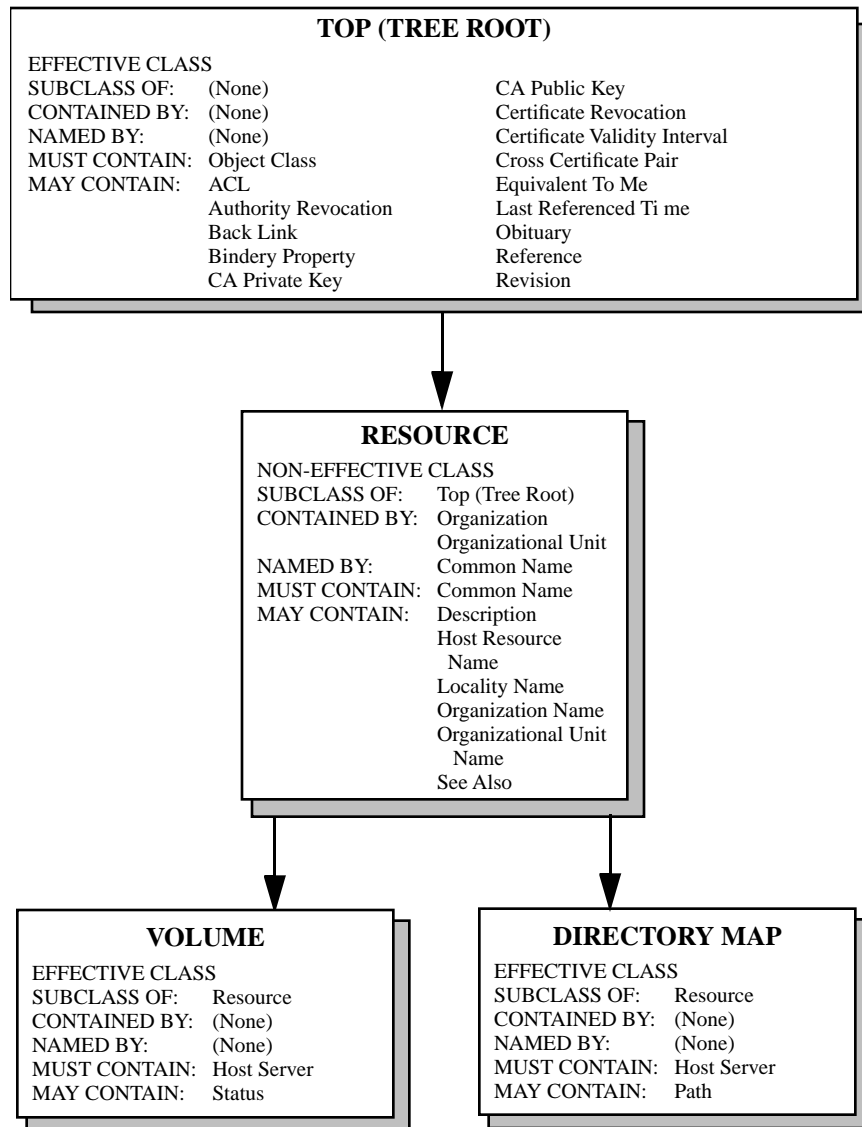 TOP (TREE ROOT)
EFFECTIVE CLASS
SUBCLASS OF: (None)
CONTAINED BY: (None)
NAMED BY: (None)
MUST CONTAIN: Object Class
MAY CONTAIN: ACL
Authority Revocation
Back Link
Bindery Property
CA Private Key
CA Public Key
Certificate Revocation
Certificate Validity Interval
Cross Certificate Pair
Equivalent To Me
Last Referenced Ti me
Obituary
Reference
Revision
RESOURCE
NON-EFFECTIVE CLASS
SUBCLASS OF: Top (Tree Root)
CONTAINED BY: Organization
Organizational Unit
NAMED BY: Common Name
MUST CONTAIN: Common Name
MAY CONTAIN: Description
Host Resource
Name
Locality Name
Organization Name
Organizational Unit
Name
See Also
VOLUME
EFFECTIVE CLASS
SUBCLASS OF: Resource
CONTAINED BY: (None)
NAMED BY: (None)
MUST CONTAIN: Host Server
MAY CONTAIN: Status
DIRECTORY MAP
EFFECTIVE CLASS
SUBCLASS OF: Resource
CONTAINED BY: (None)
NAMED BY: (None)
MUST CONTAIN: Host Server
MAY CONTAIN: Path